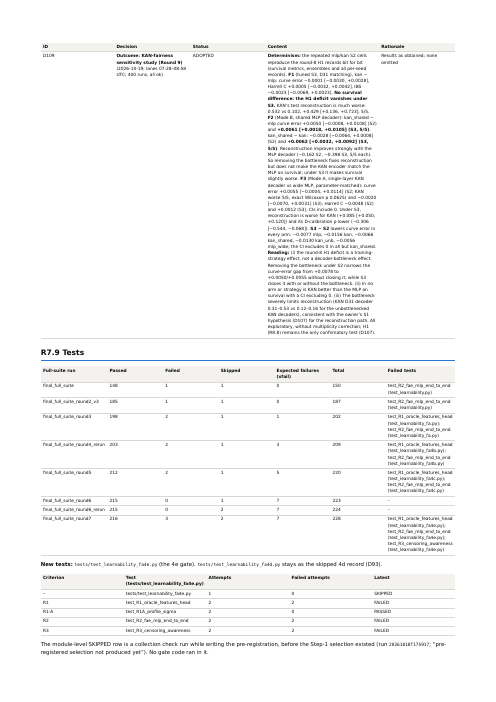 ID Decision Status Content Rationale
D109 Outcome: KAN-fairness sensitivity study (Round 9) (2026-10-19; lanes 07:28–08:58 UTC; 400 runs, all ok) ADOPTED Results as obtained; none omitted
Determinism: the repeated mlp/kan S2 cells
reproduce the round-8 H1 records bit for bit
(survival metrics, ensembles and all per-seed
records). F1 (tuned S3, D31 matching), kan −
mlp: curve error −0.0001 [−0.0030, +0.0028],
Harrell C +0.0005 [−0.0032, +0.0042], IBS
−0.0023 [−0.0069, +0.0023]. No survival
difference: the H1 deficit vanishes under
S3. KAN's test reconstruction is much worse:
0.532 vs 0.102, +0.429 [+0.136, +0.723], 5/5.
F2 (Mode B, shared MLP decoder): kan_shared −
mlp curve error +0.0050 [−0.0008, +0.0108] (S2)
and +0.0061 [+0.0018, +0.0105] (S3, 5/5).
kan_shared − kan: −0.0028 [−0.0064, +0.0008]
(S2) and +0.0062 [+0.0032, +0.0092] (S3,
5/5). Reconstruction improves strongly with the
MLP decoder (−0.162 S2, −0.398 S3, 5/5 each).
So removing the bottleneck fixes reconstruction
but does not make the KAN encoder match the
MLP on survival; under S3 it makes survival
slightly worse. F3 (Mode A, single-layer KAN
decoder vs wide MLP, parameter-matched): curve
error +0.0055 [−0.0004, +0.0114] (S2; KAN
worse 5/5, exact Wilcoxon p 0.0625) and −0.0020
[−0.0070, +0.0031] (S3); Harrell C −0.0048 (S2)
and +0.0012 (S3), CIs include 0. Under S3,
reconstruction is worse for KAN (+0.085 [+0.050,
+0.120]) and its D-calibration p lower (−0.306
[−0.544, −0.068]). S3 − S2 lowers curve error in
every arm: −0.0077 mlp, −0.0156 kan, −0.0066
kan_shared, −0.0130 kan_unb, −0.0056
mlp_wide; the CI excludes 0 in all but kan_shared.
Reading: (i) the round-8 H1 deficit is a training-
strategy effect, not a decoder-bottleneck effect.
Removing the bottleneck under S2 narrows the
curve-error gap from +0.0078 to
+0.0050/+0.0055 without closing it, while S3
closes it with or without the bottleneck. (ii) In no
arm or strategy is KAN better than the MLP on
survival with a CI excluding 0. (iii) The bottleneck
severely limits reconstruction (KAN D31 decoder
0.31–0.53 vs 0.12–0.16 for the unbottlenecked
KAN decoders), consistent with the owner's S1
hypothesis (D107) for the reconstruction path. All
exploratory, without multiplicity correction; H1
(R8.8) remains the only confirmatory test (D107).
R7.9 Tests
Full-suite run Passed Failed Skipped Expected failures (xfail) Total Failed tests
final_full_suite 148 1 1 0 150 test_R2_fae_mlp_end_to_end (test_learnability.py)
final_full_suite_round2_v3 185 1 1 0 187 test_R2_fae_mlp_end_to_end (test_learnability.py)
final_full_suite_round3 198 2 1 1 202 test_R1_oracle_features_head (test_learnability_fa.py); test_R2_fae_mlp_end_to_end (test_learnability_fa.py)
final_full_suite_round4_rerun 203 2 1 3 209 test_R1_oracle_features_head (test_learnability_fa4b.py); test_R2_fae_mlp_end_to_end (test_learnability_fa4b.py)
final_full_suite_round5 212 2 1 5 220 test_R1_oracle_features_head (test_learnability_fa4c.py); test_R2_fae_mlp_end_to_end (test_learnability_fa4c.py)
final_full_suite_round6 215 0 1 7 223 –
final_full_suite_round6_rerun 215 0 2 7 224 –
final_full_suite_round7 216 3 2 7 228 test_R1_oracle_features_head (test_learnability_fa4e.py); test_R2_fae_mlp_end_to_end (test_learnability_fa4e.py); test_R3_censoring_awareness (test_learnability_fa4e.py)
New tests: tests/test_learnability_fa4e.py (the 4e gate). tests/test_learnability_fa4d.py stays as the skipped 4d record (D93).
Criterion Test (tests/test_learnability_fa4e.py) Attempts Failed attempts Latest
– tests/test_learnability_fa4e.py 1 0 SKIPPED
R1 test_R1_oracle_features_head 2 2 FAILED
R1-A test_R1A_profile_sigma 2 0 PASSED
R2 test_R2_fae_mlp_end_to_end 2 2 FAILED
R3 test_R3_censoring_awareness 2 2 FAILED
The module-level SKIPPED row is a collection check run while writing the pre-registration, before the Step-1 selection existed (run 20261018T175917; "pre-
registered selection not produced yet"). No gate code ran in it.